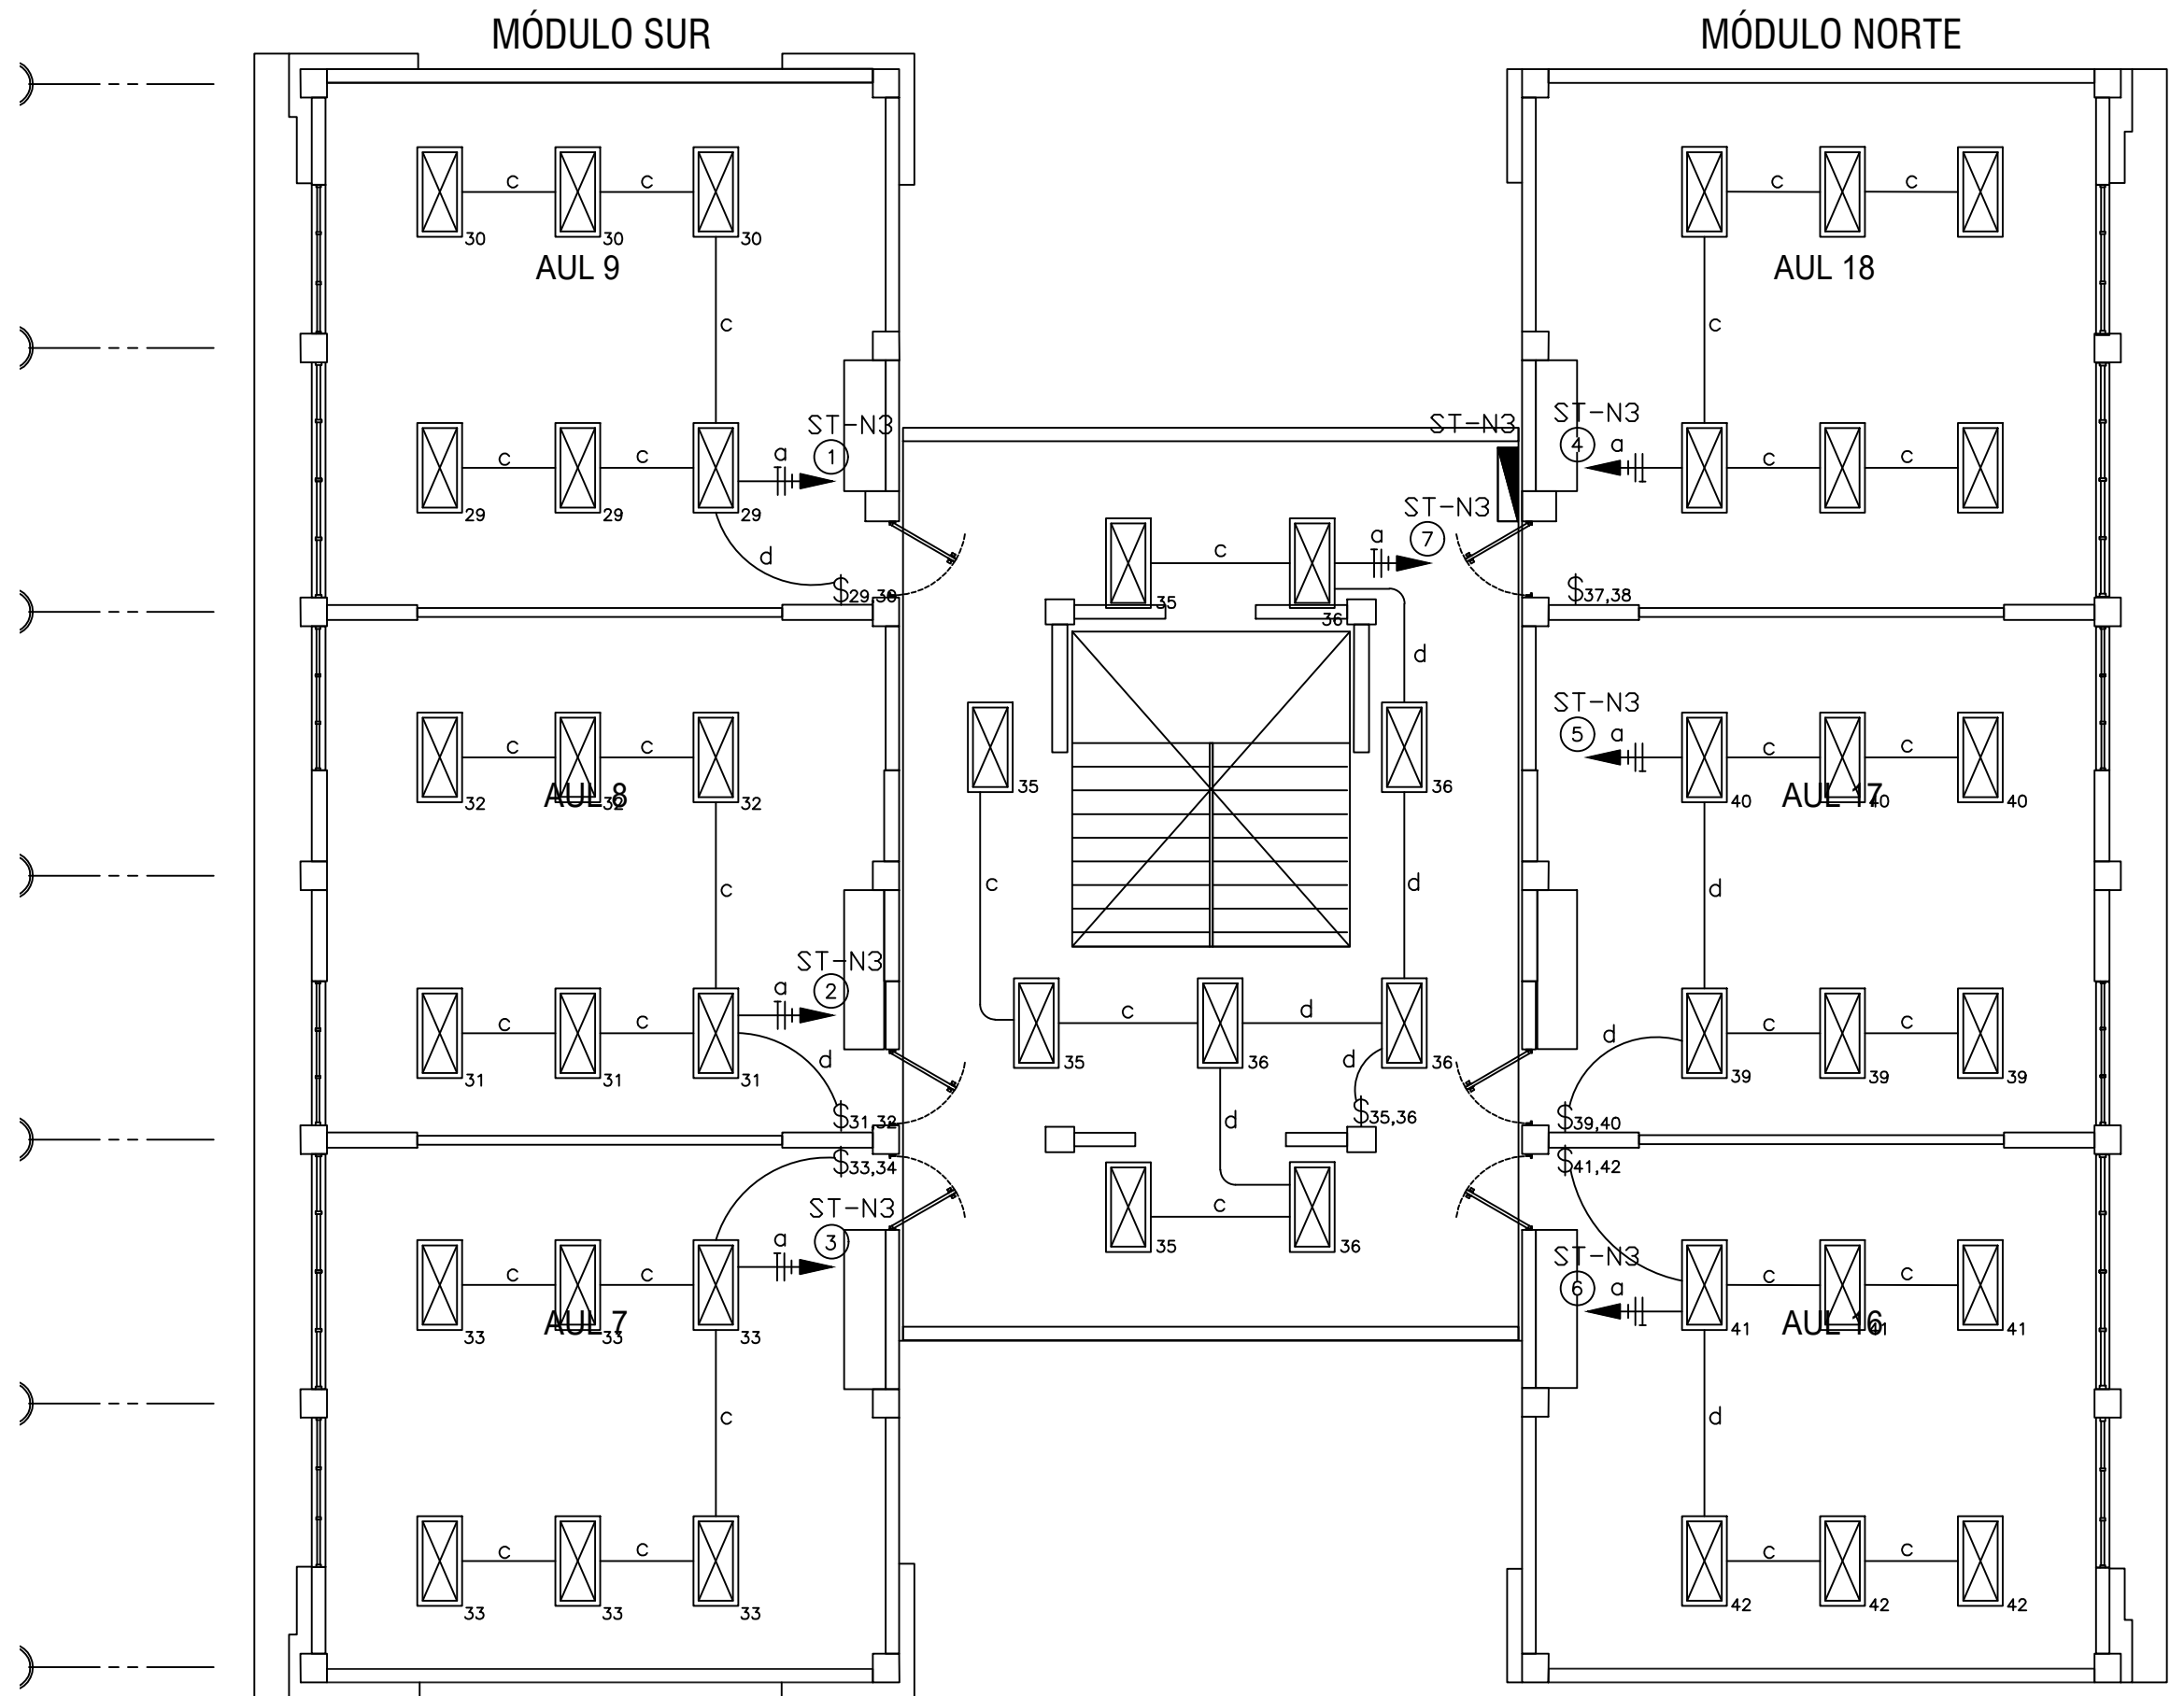 MÓDULO SUR
MÓDULO NORTE
c c
30 30 30
AUL 9
c
ST-N3
1
c c a
29 29 29
d
$29,30
c c
32 32 32
AUL 8
c
ST-N3
2
c c a
31 31 31
d
$31,32
$33,34
ST-N3
3
c c a
33 33 33
AUL 7
c
c c
33 33 33
ST-N3
ST-N3
7
c a
35
36
d
35 36
c d
c d
35 36 36
d
$35,36
d
c
35 36
c c
AUL 18
c
ST-N3
4
a c c
$37,38
ST-N3
5
a c c
40 40 40
AUL 17
d
d c c
39 39 39
$39,40
$41,42
ST-N3
6
a c c
41 41 41
AUL 16
d
c c
42 42 42